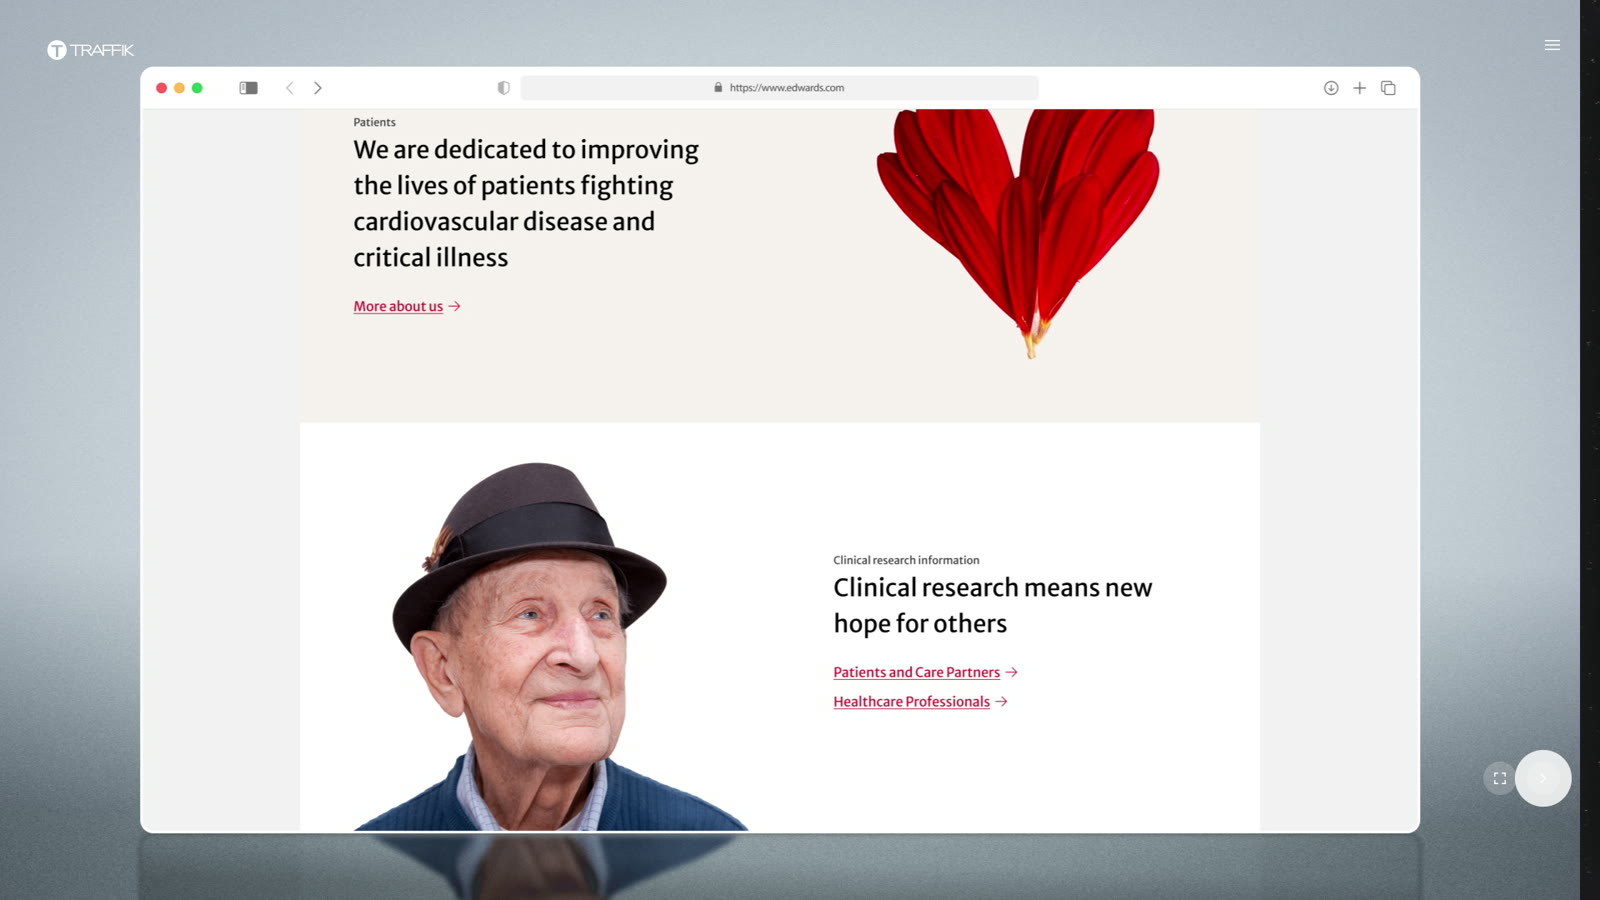 TRAFFIK
https://www.edwards.com
Patients
We are dedicated to improving
the lives of patients fighting
cardiovascular disease and
critical illness
More about us →
Clinical research information
Clinical research means new
hope for others
Patients and Care Partners →
Healthcare Professionals →